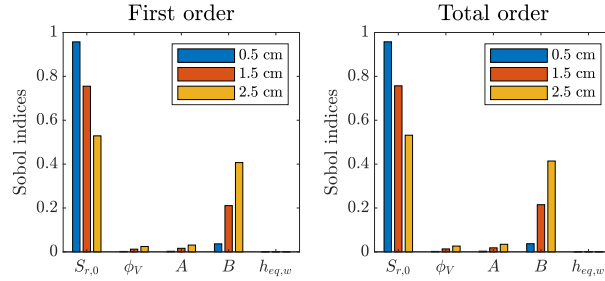 First order
Sobol indices
1
0.8
0.6
0.4
0.2
0
0.5 cm
1.5 cm
2.5 cm
S_{r,0} ϕ_V A B h_{eq,w}
Total order
Sobol indices
1
0.8
0.6
0.4
0.2
0
0.5 cm
1.5 cm
2.5 cm
S_{r,0} ϕ_V A B h_{eq,w}